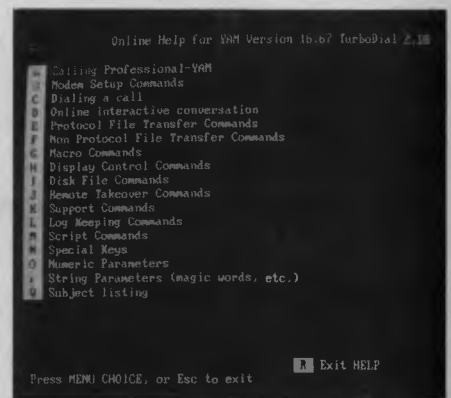 Online Help for YAM Version 16.67 TurboDial 2.10
A Calling Professional-YAM
B Modem Setup Commands
C Dialing a call
D Online interactive conversation
E Protocol File Transfer Commands
F Non Protocol File Transfer Commands
G Macro Commands
H Display Control Commands
I Disk File Commands
J Remote Takeover Commands
K Support Commands
L Log Keeping Commands
M Script Commands
N Special Keys
O Numeric Parameters
P String Parameters (magic words, etc.)
Q Subject listing
R Exit HELP
Press MENU CHOICE, or Esc to exit